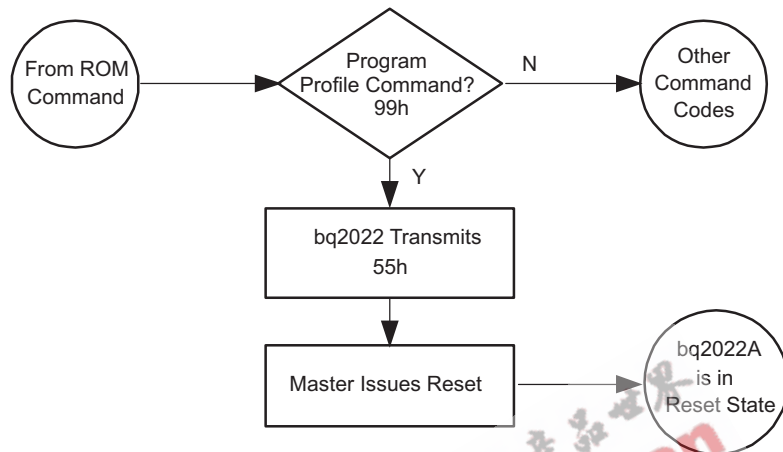 From ROM
Command
Program
Profile Command?
99h
N
Other
Command
Codes
Y
bq2022 Transmits
55h
Master Issues Reset
bq2022A
is in
Reset State